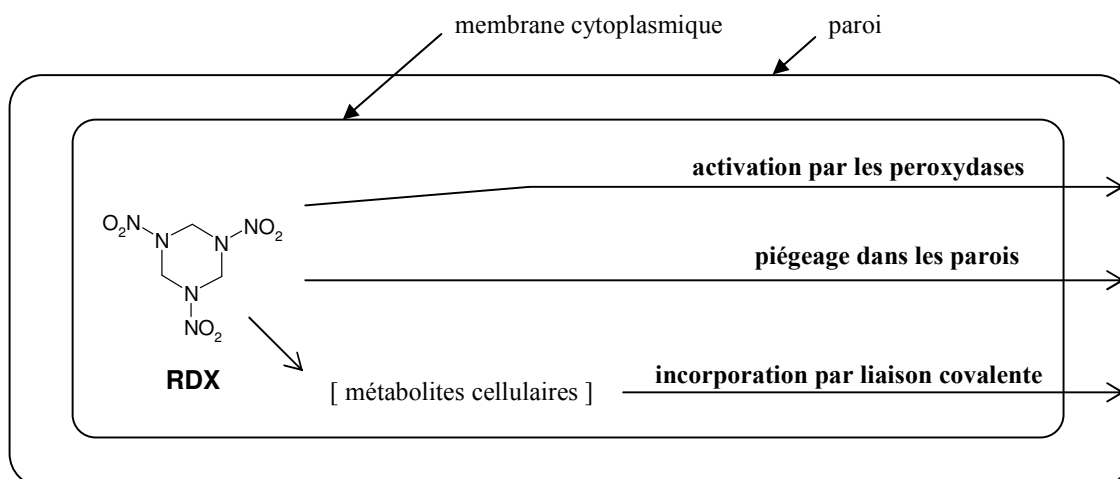 membrane cytoplasmique
paroi
activation par les peroxydases
O2N
N
N
NO2
piégeage dans les parois
N
NO2
RDX
[ métabolites cellulaires ]
incorporation par liaison covalente